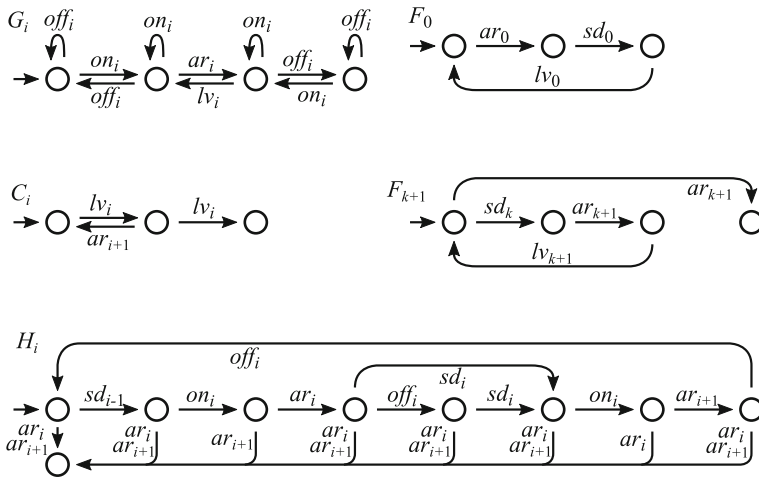 G_i off_i on_i on_i off_i F_0
on_i ar_i off_i ar_0 sd_0
off_i lv_i on_i lv_0
C_i lv_i lv_i F_{k+1} ar_{k+1}
ar_{i+1} sd_k ar_{k+1}
lv_{k+1}
H_i
off_i
sd_i
sd_{i-1} on_i ar_i off_i sd_i on_i ar_{i+1}
ar_i ar_i ar_i ar_i ar_i ar_i
ar_{i+1} ar_{i+1} ar_{i+1} ar_{i+1} ar_{i+1} ar_{i+1} ar_i ar_{i+1}